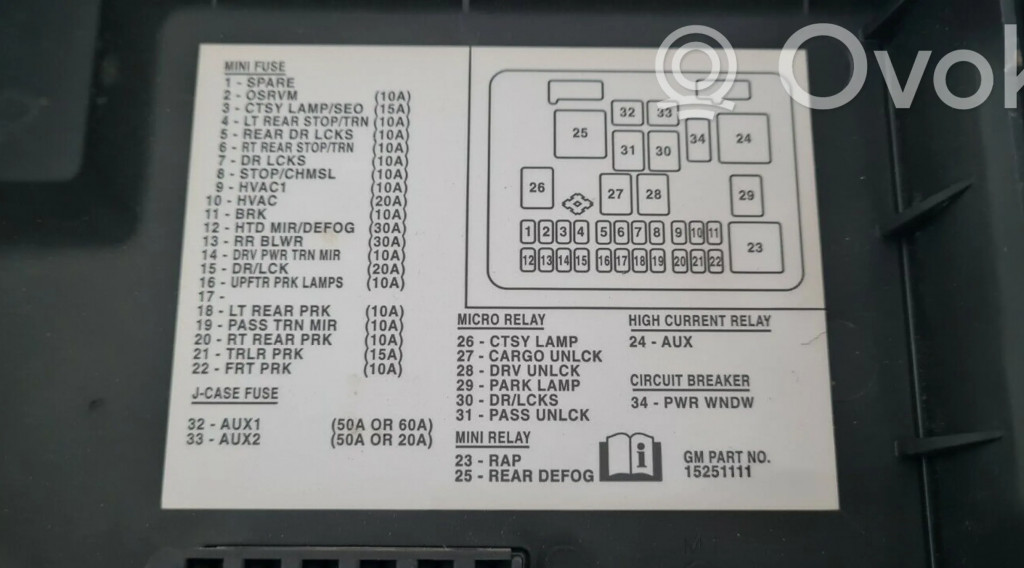 MINI FUSE
1 - SPARE
2 - OSRVM (10A)
3 - CTSY LAMP/SEO (15A)
4 - LT REAR STOP/TRN (10A)
5 - REAR DR LCKS (10A)
6 - RT REAR STOP/TRN (10A)
7 - DR LCKS (10A)
8 - STOP/CHMSL (10A)
9 - HVAC1 (10A)
10 - HVAC (20A)
11 - BRK (10A)
12 - HTD MIR/DEFOG (30A)
13 - RR BLWR (30A)
14 - DRV PWR TRN MIR (10A)
15 - DR/LCK (20A)
16 - UPFTR PRK LAMPS (10A)
17 -
18 - LT REAR PRK (10A)
19 - PASS TRN MIR (10A)
20 - RT REAR PRK (10A)
21 - TRLR PRK (15A)
22 - FRT PRK (10A)
J-CASE FUSE
32 - AUX1 (50A OR 60A)
33 - AUX2 (50A OR 20A)
32 33
25 34 24
31 30
26 27 28 29
1 2 3 4 5 6 7 8 9 10 11
23
12 13 14 15 16 17 18 19 20 21 22
MICRO RELAY
26 - CTSY LAMP
27 - CARGO UNLCK
28 - DRV UNLCK
29 - PARK LAMP
30 - DR/LCKS
31 - PASS UNLCK
MINI RELAY
23 - RAP
25 - REAR DEFOG
HIGH CURRENT RELAY
24 - AUX
CIRCUIT BREAKER
34 - PWR WNDW
i
GM PART NO.
15251111
Ovok